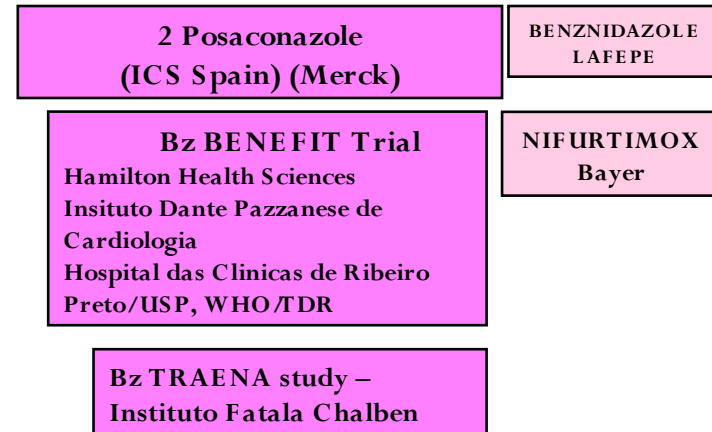 2 Posaconazole
(ICS Spain) (Merck)
BENZNIDAZOLE
LAFEPE
Bz BENEFIT Trial
Hamilton Health Sciences
Insituto Dante Pazzanese de
Cardiologia
Hospital das Clinicas de Ribeiro
Preto/USP, WHO/TDR
NIFURTIMOX
Bayer
Bz TRAENA study –
Instituto Fatala Chalben